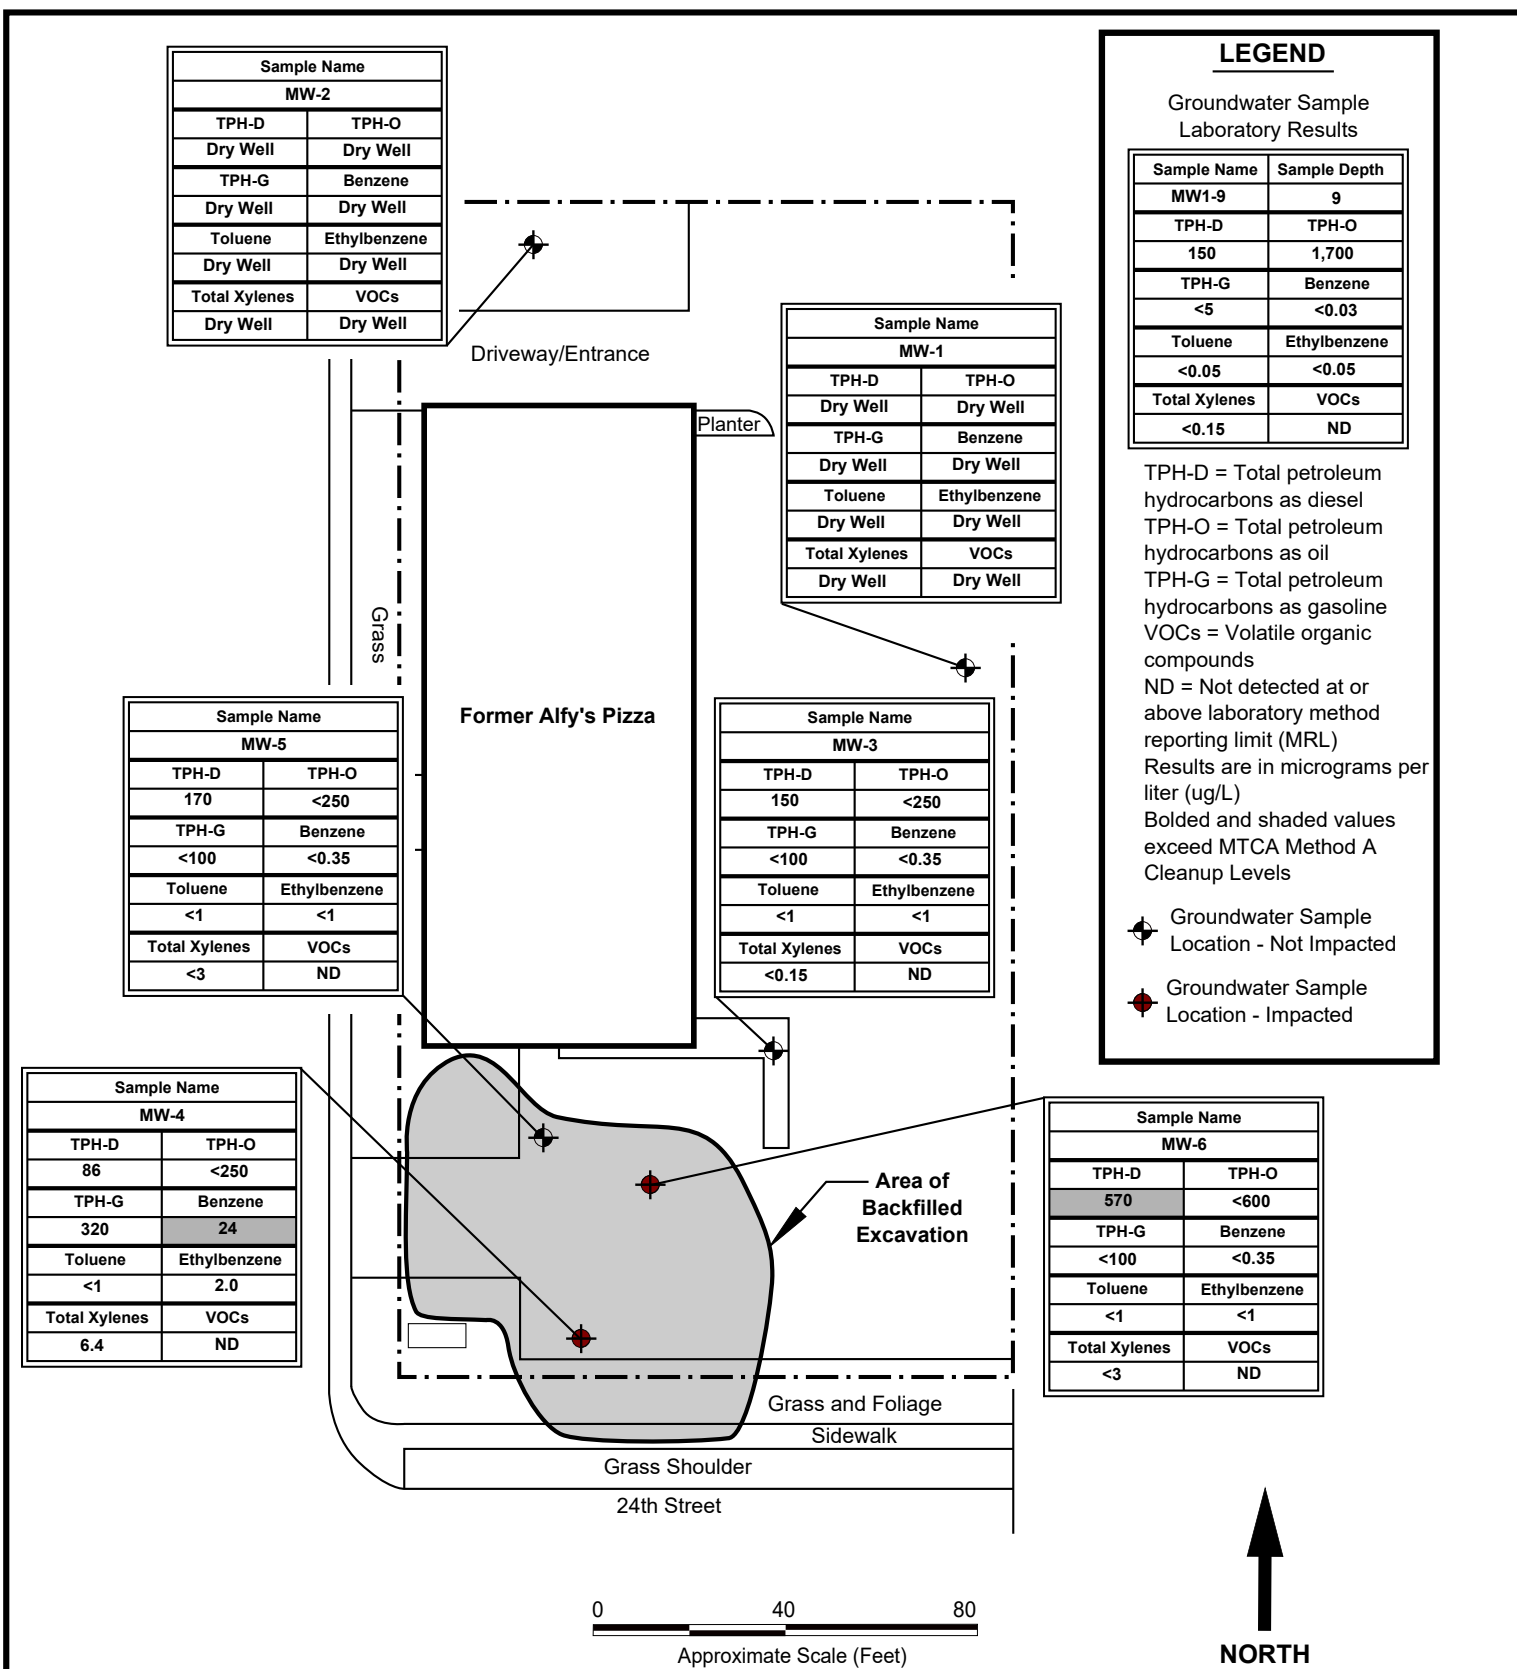 Sample Name
MW-2
TPH-D TPH-O
Dry Well Dry Well
TPH-G Benzene
Dry Well Dry Well
Toluene Ethylbenzene
Dry Well Dry Well
Total Xylenes VOCs
Dry Well Dry Well
Driveway/Entrance
Sample Name
MW-1
TPH-D TPH-O
Dry Well Dry Well
TPH-G Benzene
Dry Well Dry Well
Toluene Ethylbenzene
Dry Well Dry Well
Total Xylenes VOCs
Dry Well Dry Well
Planter
Grass
Former Alfy's Pizza
Sample Name
MW-5
TPH-D TPH-O
170 <250
TPH-G Benzene
<100 <0.35
Toluene Ethylbenzene
<1 <1
Total Xylenes VOCs
<3 ND
Sample Name
MW-3
TPH-D TPH-O
150 <250
TPH-G Benzene
<100 <0.35
Toluene Ethylbenzene
<1 <1
Total Xylenes VOCs
<0.15 ND
Sample Name
MW-4
TPH-D TPH-O
86 <250
TPH-G Benzene
320 24
Toluene Ethylbenzene
<1 2.0
Total Xylenes VOCs
6.4 ND
Area of
Backfilled
Excavation
Sample Name
MW-6
TPH-D TPH-O
570 <600
TPH-G Benzene
<100 <0.35
Toluene Ethylbenzene
<1 <1
Total Xylenes VOCs
<3 ND
Grass and Foliage
Sidewalk
Grass Shoulder
24th Street
0 40 80
Approximate Scale (Feet)
NORTH
LEGEND
Groundwater Sample
Laboratory Results
Sample Name Sample Depth
MW1-9 9
TPH-D TPH-O
150 1,700
TPH-G Benzene
<5 <0.03
Toluene Ethylbenzene
<0.05 <0.05
Total Xylenes VOCs
<0.15 ND
TPH-D = Total petroleum
hydrocarbons as diesel
TPH-O = Total petroleum
hydrocarbons as oil
TPH-G = Total petroleum
hydrocarbons as gasoline
VOCs = Volatile organic
compounds
ND = Not detected at or
above laboratory method
reporting limit (MRL)
Results are in micrograms per
liter (ug/L)
Bolded and shaded values
exceed MTCA Method A
Cleanup Levels
Groundwater Sample
Location - Not Impacted
Groundwater Sample
Location - Impacted